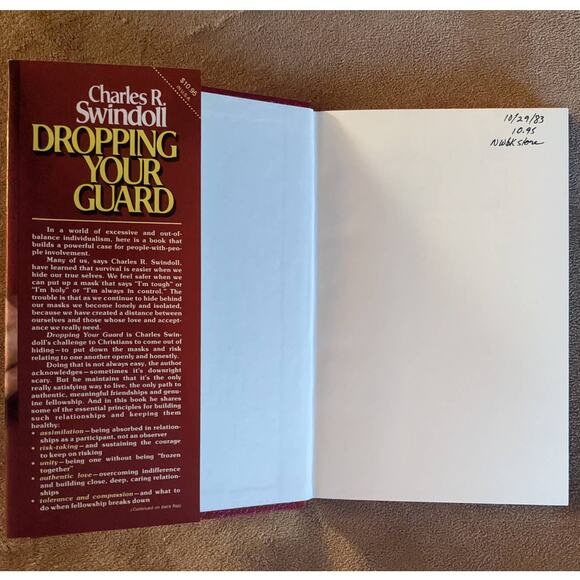 Charles R.
Swindoll
DROPPING
YOUR
GUARD
$10.95
IN U.S.A.
In a world of excessive and out-of-
balance individualism, here is a book that
builds a powerful case for people-with-peo-
ple involvement.
Many of us, says Charles R. Swindoll,
have learned that survival is easier when we
hide our true selves. We feel safer when we
can put up a mask that says "I'm tough" or
"I'm holy" or "I'm always in control." The
trouble is that as we continue to hide behind
our masks we become lonely and isolated,
because we have created a distance between
ourselves and those whose love and accept-
ance we really need.
Dropping Your Guard is Charles Swin-
doll's challenge to Christians to come out of
hiding—to put down the masks and risk
relating to one another openly and honestly.
Doing that is not always easy, the author
acknowledges—sometimes it's downright
scary. But he maintains that it's the only
really satisfying way to live, the only path to
authentic, meaningful friendships and genu-
ine fellowship. And in this book he shares
some of the essential principles for building
such relationships and keeping them
healthy:
• assimilation—being absorbed in relation-
ships as a participant, not an observer
• risk-taking—and sustaining the courage
to keep on risking
• unity—being one without being "frozen
together"
• authentic love—overcoming indifference
and building close, deep, caring relation-
ships
• tolerance and compassion—and what to
do when fellowship breaks down
(Continued on back flap)
10/29/83
10.95
NWbk store